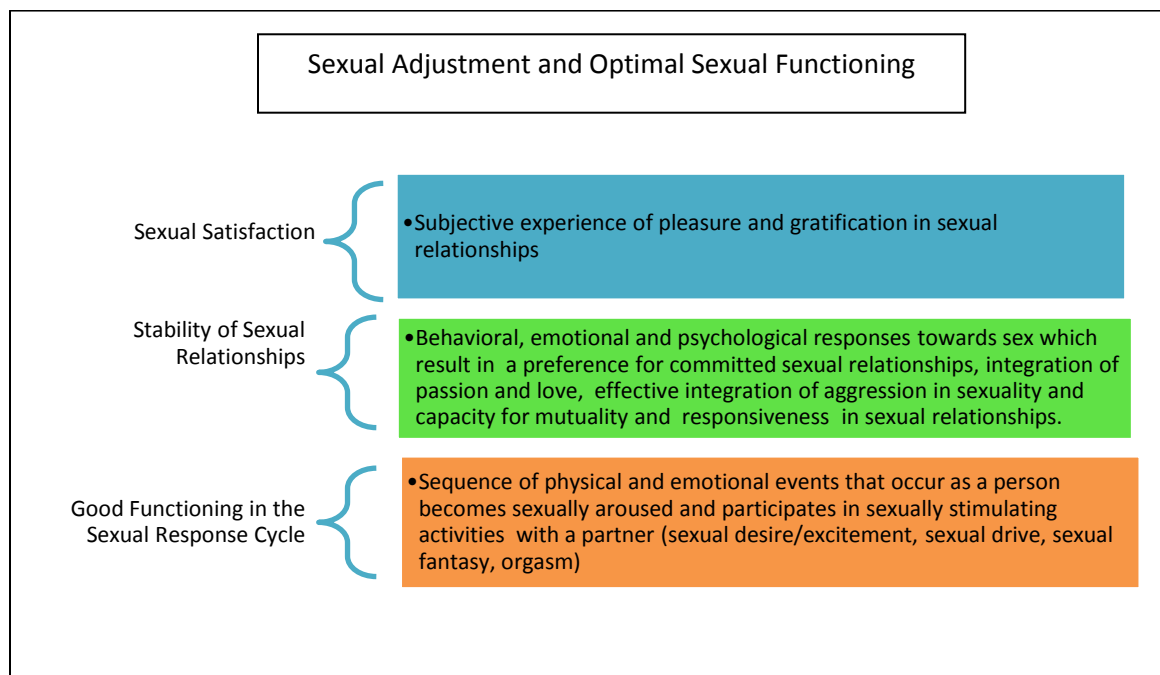 Sexual Adjustment and Optimal Sexual Functioning
Sexual Satisfaction
•Subjective experience of pleasure and gratification in sexual
relationships
Stability of Sexual
Relationships
•Behavioral, emotional and psychological responses towards sex which
result in a preference for committed sexual relationships, integration of
passion and love, effective integration of aggression in sexuality and
capacity for mutuality and responsiveness in sexual relationships.
Good Functioning in the
Sexual Response Cycle
•Sequence of physical and emotional events that occur as a person
becomes sexually aroused and participates in sexually stimulating
activities with a partner (sexual desire/excitement, sexual drive, sexual
fantasy, orgasm)